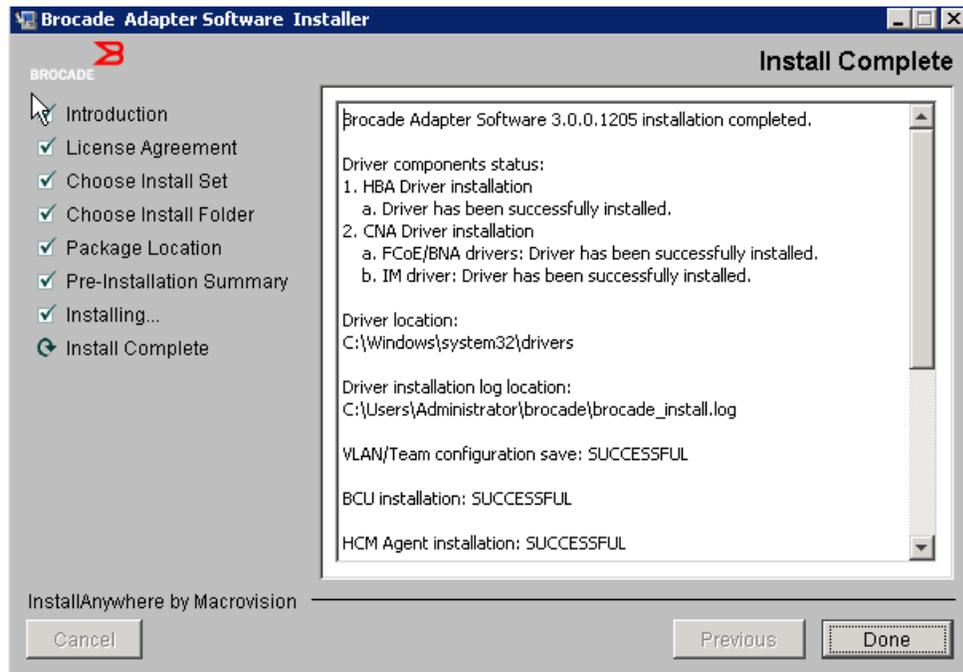 Brocade Adapter Software Installer
BROCADE
Install Complete
Introduction
License Agreement
Choose Install Set
Choose Install Folder
Package Location
Pre-Installation Summary
Installing...
Install Complete
Brocade Adapter Software 3.0.0.1205 installation completed.
Driver components status:
1. HBA Driver installation
a. Driver has been successfully installed.
2. CNA Driver installation
a. FCoE/BNA drivers: Driver has been successfully installed.
b. IM driver: Driver has been successfully installed.
Driver location:
C:\Windows\system32\drivers
Driver installation log location:
C:\Users\Administrator\brocade\brocade_install.log
VLAN/Team configuration save: SUCCESSFUL
BCU installation: SUCCESSFUL
HCM Agent installation: SUCCESSFUL
InstallAnywhere by Macrovision
Cancel
Previous
Done